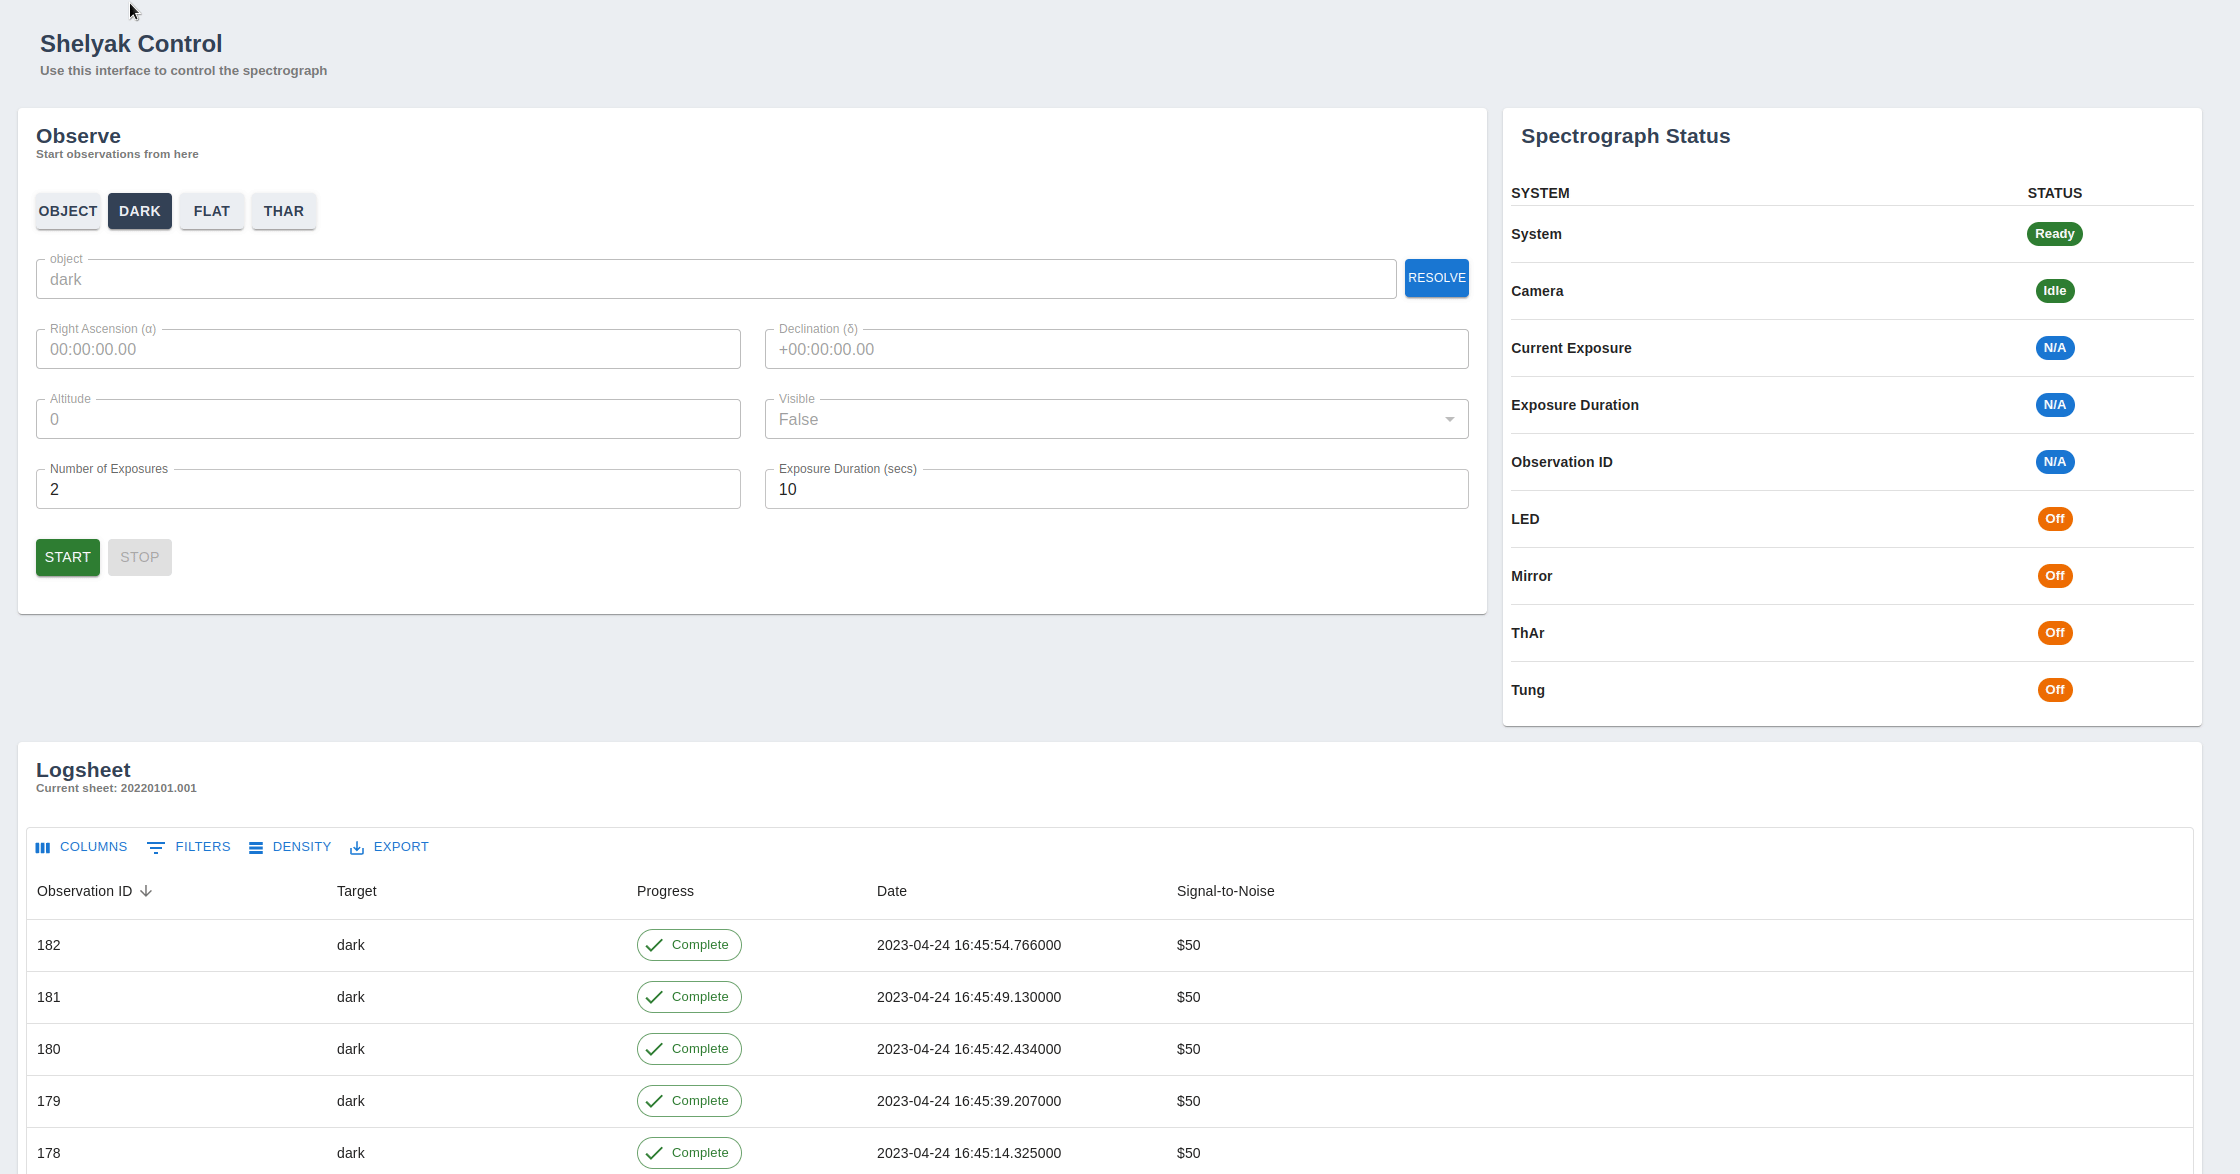 Shelyak Control
Use this interface to control the spectrograph
Observe
Start observations from here
OBJECT DARK FLAT THAR
object
dark
RESOLVE
Right Ascension (α) Declination (δ)
00:00:00.00 +00:00:00.00
Altitude Visible
0 False
Number of Exposures Exposure Duration (secs)
2 10
START STOP
Spectrograph Status
SYSTEM STATUS
System Ready
Camera Idle
Current Exposure N/A
Exposure Duration N/A
Observation ID N/A
LED Off
Mirror Off
ThAr Off
Tung Off
Logsheet
Current sheet: 20220101.001
COLUMNS FILTERS DENSITY EXPORT
Observation ID Target Progress Date Signal-to-Noise
182 dark Complete 2023-04-24 16:45:54.766000 $50
181 dark Complete 2023-04-24 16:45:49.130000 $50
180 dark Complete 2023-04-24 16:45:42.434000 $50
179 dark Complete 2023-04-24 16:45:39.207000 $50
178 dark Complete 2023-04-24 16:45:14.325000 $50